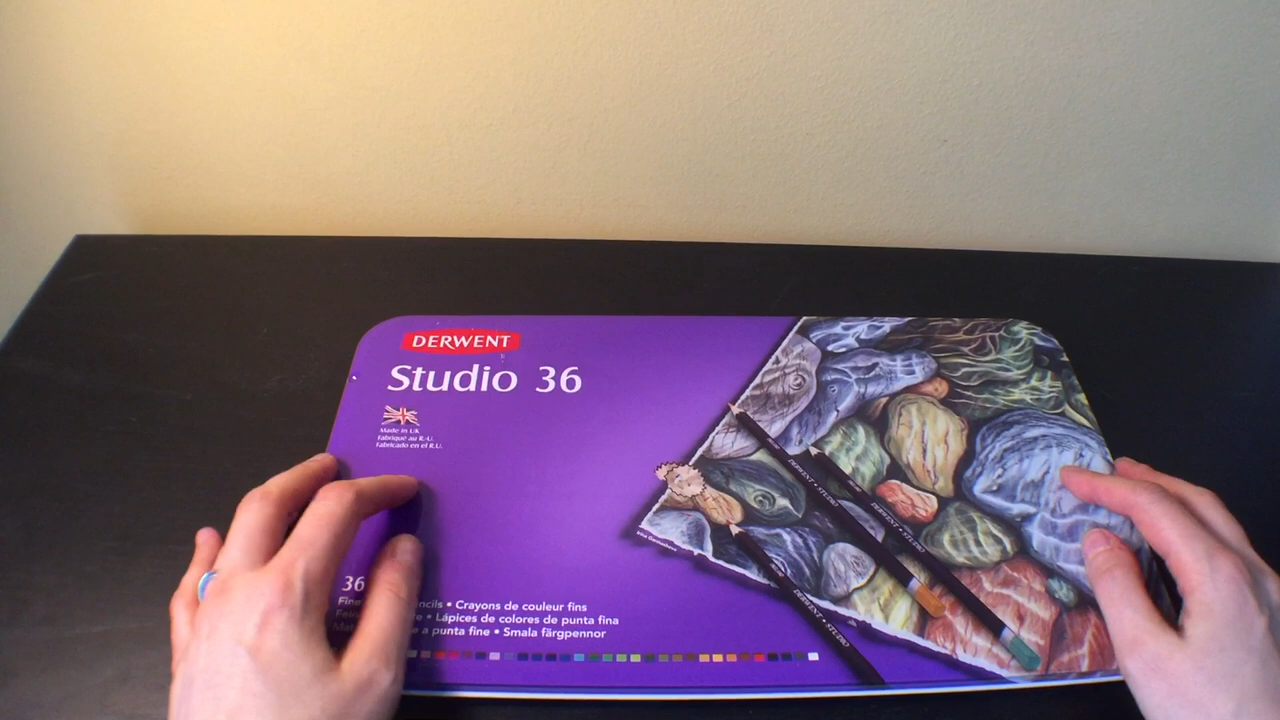 DERWENT
Studio 36
Made in UK
Fabriqué au R.-U.
Fabricado en el R.U.
DERWENT • STUDIO
DERWENT • STUDIO
DERWENT • STUDIO
36
Fine ncils • Crayons de couleur fins
e • Lápices de colores de punta fina
e a punta fine • Smala färgpennor